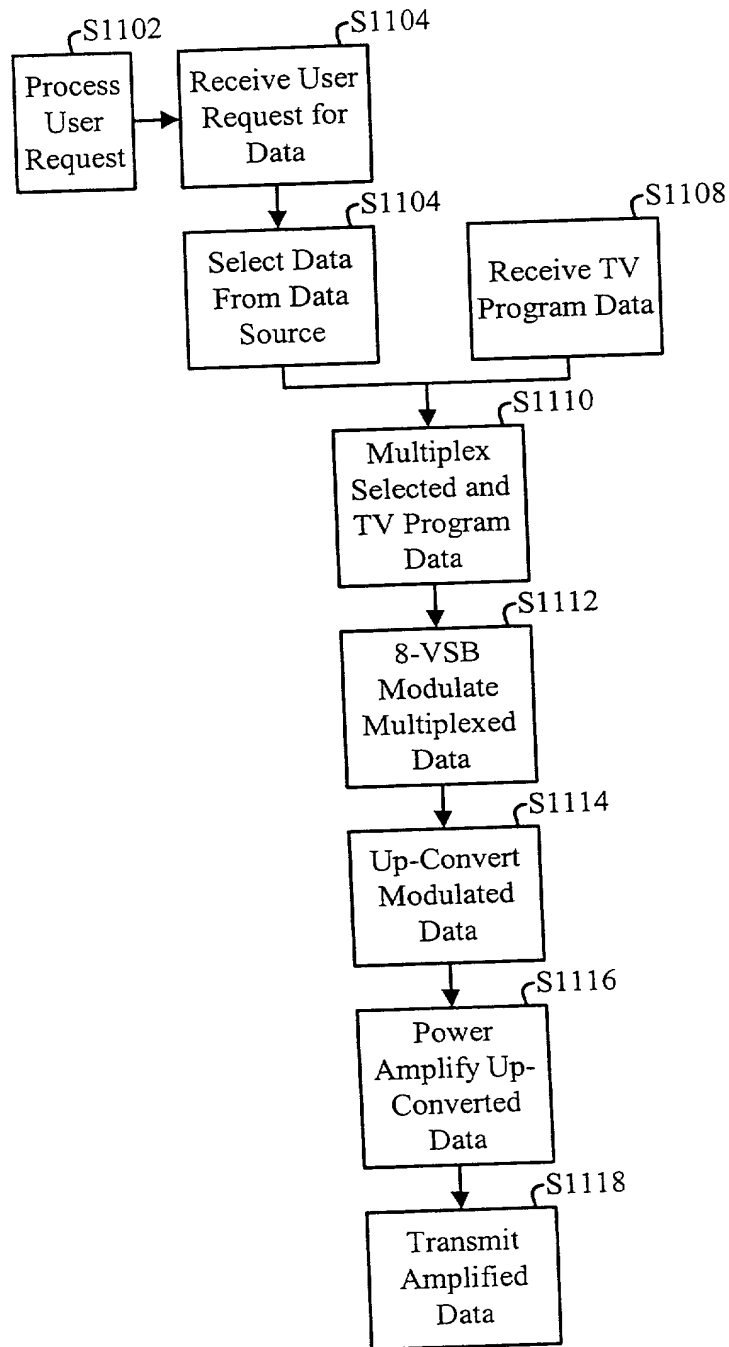 S1102
Process
User
Request
S1104
Receive User
Request for
Data
S1104
Select Data
From Data
Source
S1108
Receive TV
Program Data
S1110
Multiplex
Selected and
TV Program
Data
S1112
8-VSB
Modulate
Multiplexed
Data
S1114
Up-Convert
Modulated
Data
S1116
Power
Amplify Up-
Converted
Data
S1118
Transmit
Amplified
Data